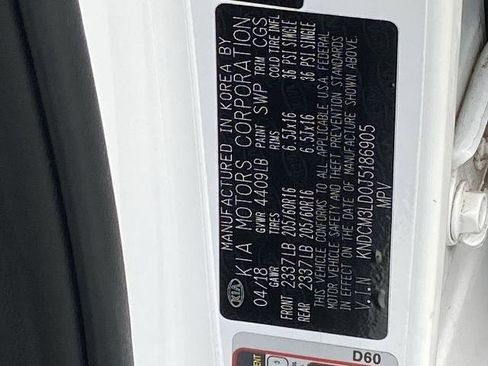 MANUFACTURED IN KOREA BY
KIA
KIA MOTORS CORPORATION
04/18 GVWR 4409LB PAINT SWP TRIM CGS
GAWR TIRES RIMS COLD TIRE INFL
FRONT 2337LB 205/60R16 6.5Jx16 36 PSI SINGLE
REAR 2337LB 205/60R16 6.5Jx16 36 PSI SINGLE
THIS VEHICLE CONFORMS TO ALL APPLICABLE U.S.A. FEDERAL
MOTOR VEHICLE SAFETY AND THEFT PREVENTION STANDARDS
IN EFFECT ON THE DATE OF MANUFACTURE SHOWN ABOVE.
V.I.N KNDCM3LD0J5186905
MPV
D60